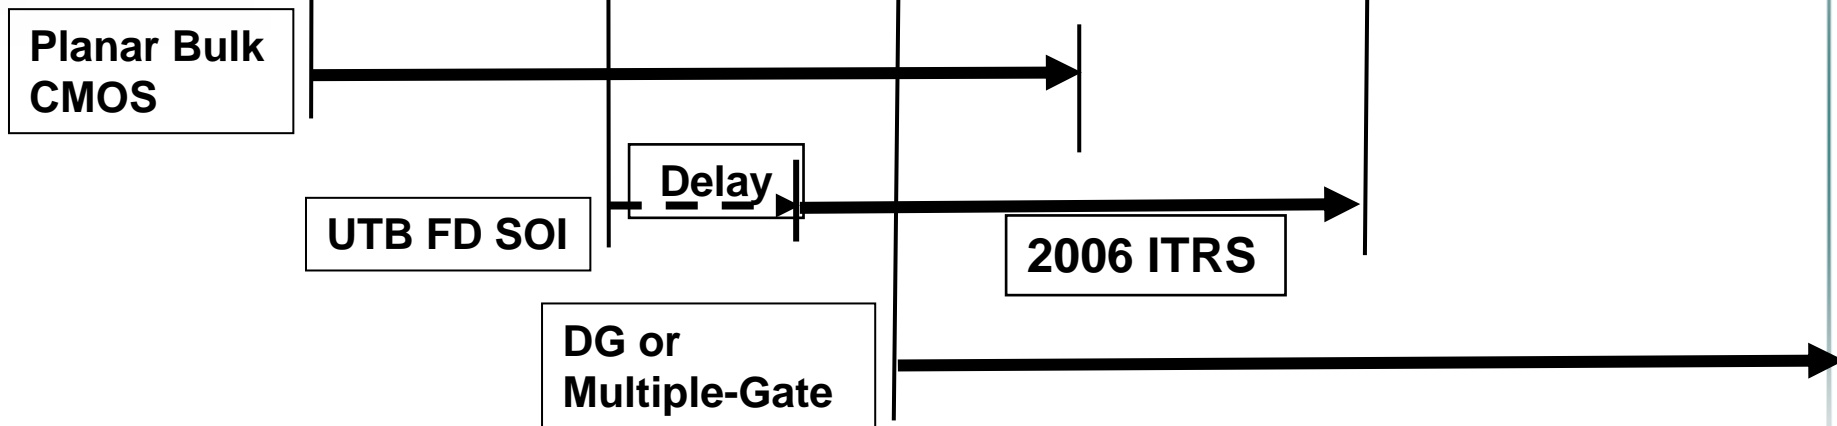 Planar Bulk
CMOS
Delay
UTB FD SOI
2006 ITRS
DG or
Multiple-Gate